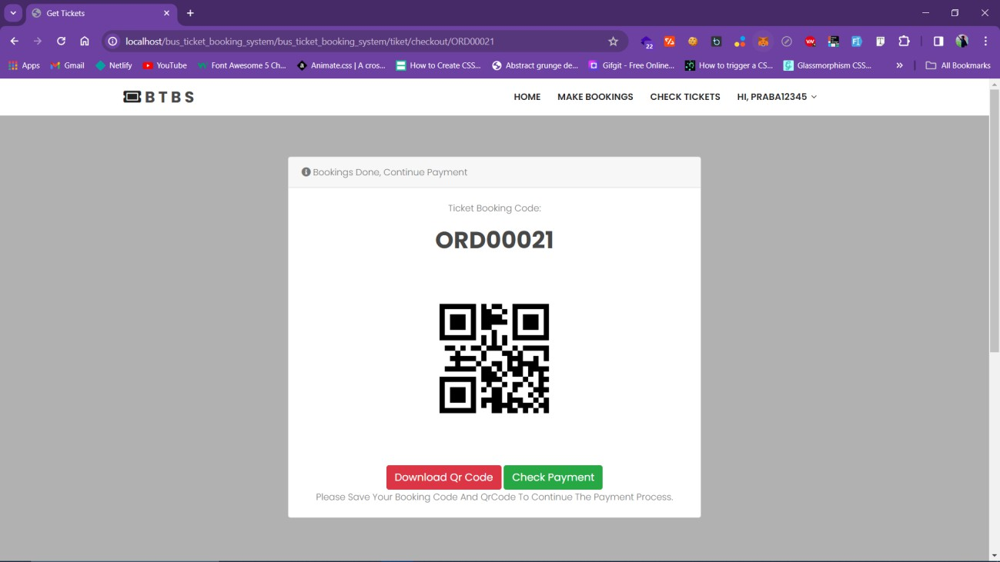 Get Tickets
localhost/bus_ticket_booking_system/bus_ticket_booking_system/tiket/checkout/ORD00021
22
Apps Gmail Netlify YouTube Font Awesome 5 Ch... Animate.css | A cros... How to Create CSS... Abstract grunge de... Gifgit - Free Online... How to trigger a CS... Glassmorphism CSS... All Bookmarks
BTBS HOME MAKE BOOKINGS CHECK TICKETS HI, PRABA12345
Bookings Done, Continue Payment
Ticket Booking Code:
ORD00021
Download Qr Code Check Payment
Please Save Your Booking Code And QrCode To Continue The Payment Process.